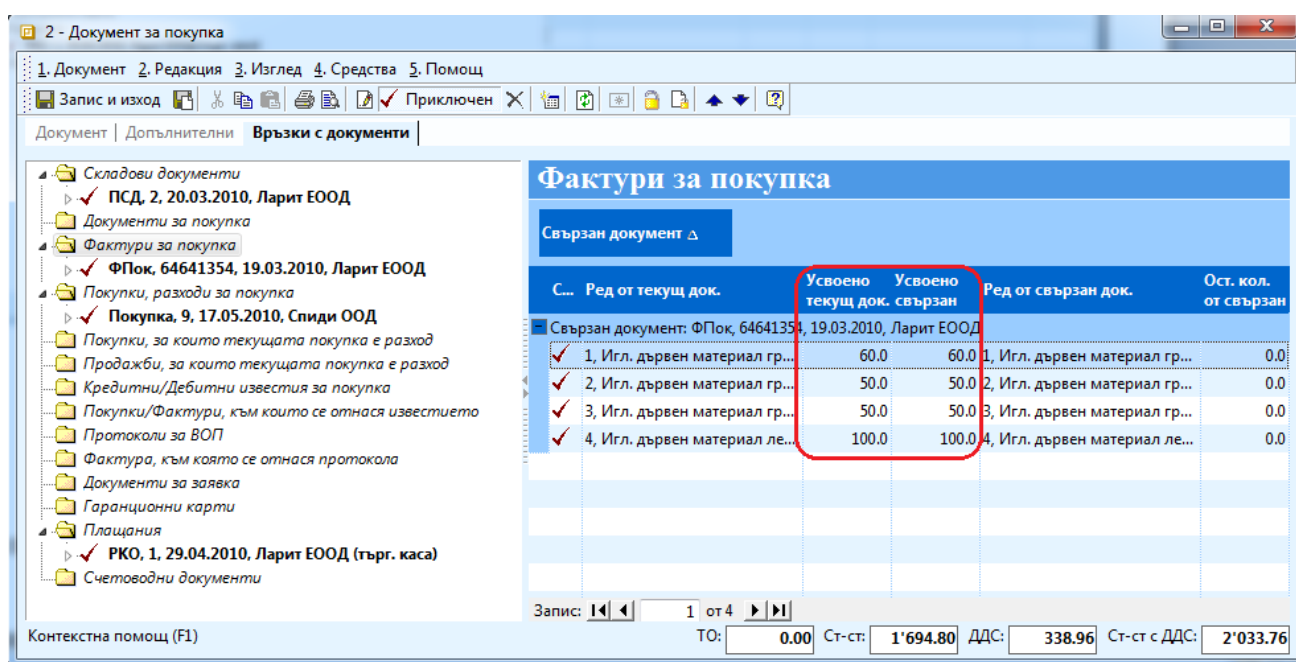 2 - Документ за покупка
1. Документ 2. Редакция 3. Изглед 4. Средства 5. Помощ
Запис и изход Приключен
Документ | Допълнителни Връзки с документи
Складови документи
ПСД, 2, 20.03.2010, Ларит ЕООД
Документи за покупка
Фактури за покупка
ФПок, 64641354, 19.03.2010, Ларит ЕООД
Покупки, разходи за покупка
Покупка, 9, 17.05.2010, Спиди ООД
Покупки, за които текущата покупка е разход
Продажби, за които текущата покупка е разход
Кредитни/Дебитни известия за покупка
Покупки/Фактури, към които се отнася известието
Протоколи за ВОП
Фактура, към която се отнася протокола
Документи за заявка
Гаранционни карти
Плащания
РКО, 1, 29.04.2010, Ларит ЕООД (търг. каса)
Счетоводни документи
Фактури за покупка
Свързан документ
С... Ред от текущ док. Усвоено текущ док. Усвоено свързан Ред от свързан док. Ост. кол. от свързан
Свързан документ: ФПок, 64641354, 19.03.2010, Ларит ЕООД
1, Игл. дървен материал гр... 60.0 60.0 1, Игл. дървен материал гр... 0.0
2, Игл. дървен материал гр... 50.0 50.0 2, Игл. дървен материал гр... 0.0
3, Игл. дървен материал гр... 50.0 50.0 3, Игл. дървен материал гр... 0.0
4, Игл. дървен материал ле... 100.0 100.0 4, Игл. дървен материал ле... 0.0
Запис: 1 от 4
Контекстна помощ (F1) ТО: 0.00 Ст-ст: 1'694.80 ДДС: 338.96 Ст-ст с ДДС: 2'033.76